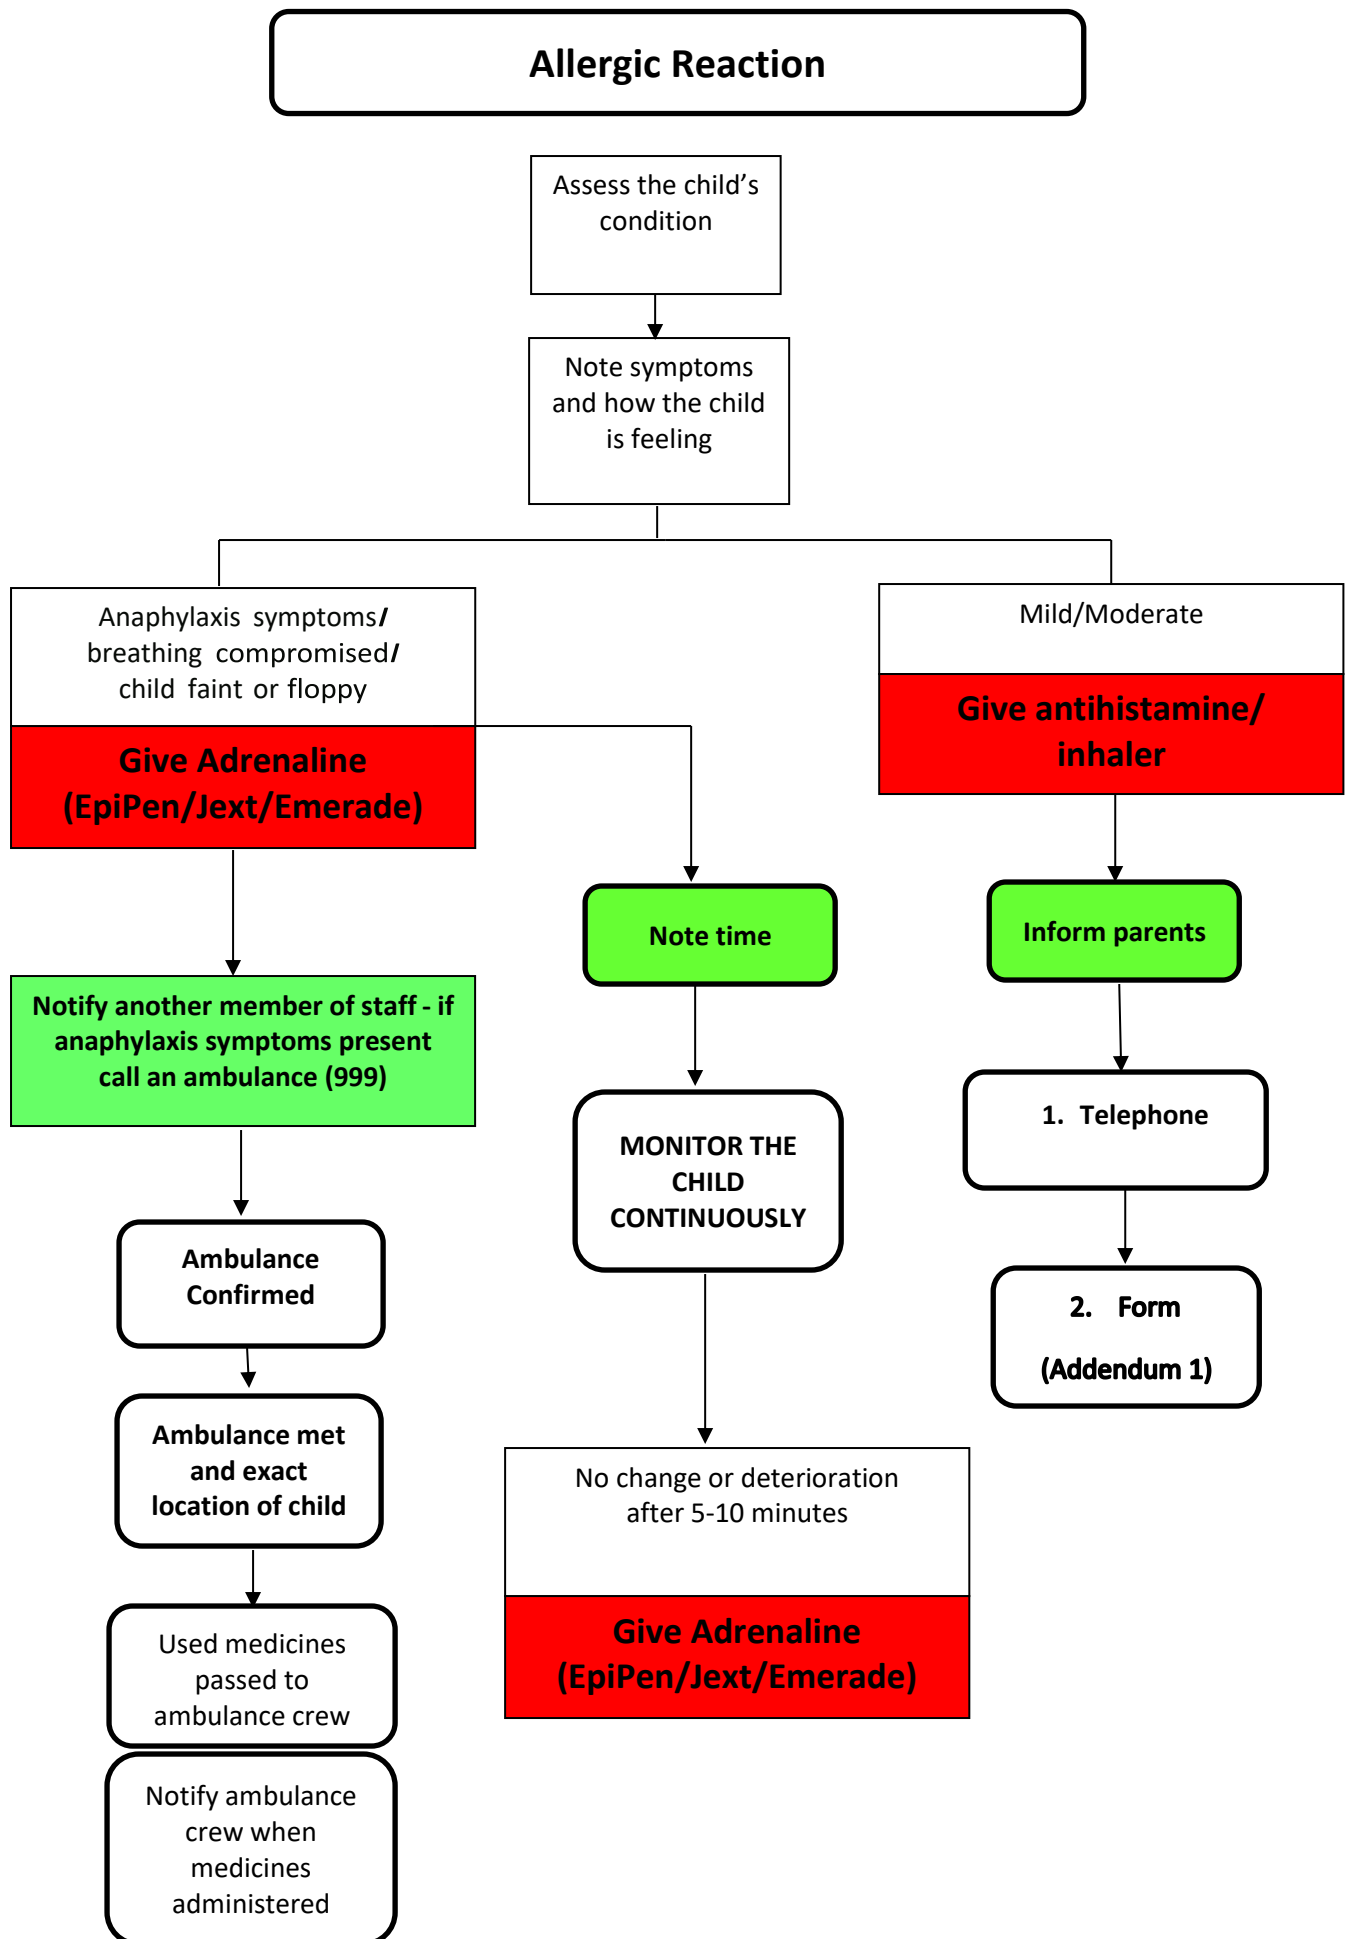 Allergic Reaction
Assess the child’s
condition
Note symptoms
and how the child
is feeling
Anaphylaxis symptoms/
breathing compromised/
child faint or floppy
Give Adrenaline
(EpiPen/Jext/Emerade)
Mild/Moderate
Give antihistamine/
inhaler
Note time
Inform parents
Notify another member of staff - if
anaphylaxis symptoms present
call an ambulance (999)
MONITOR THE
CHILD
CONTINUOUSLY
1. Telephone
Ambulance
Confirmed
2. Form
(Addendum 1)
Ambulance met
and exact
location of child
No change or deterioration
after 5-10 minutes
Give Adrenaline
(EpiPen/Jext/Emerade)
Used medicines
passed to
ambulance crew
Notify ambulance
crew when
medicines
administered